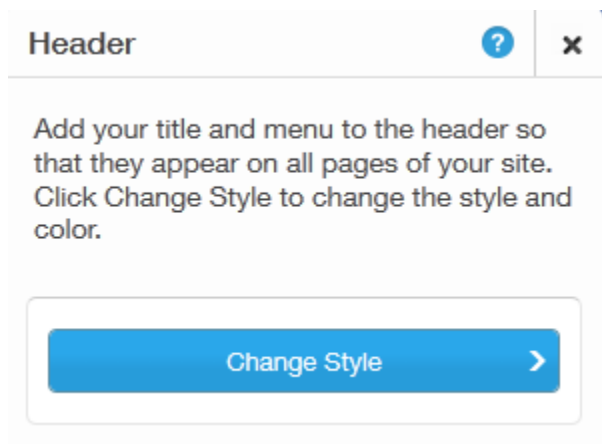 Header
?
Add your title and menu to the header so
that they appear on all pages of your site.
Click Change Style to change the style and
color.
Change Style